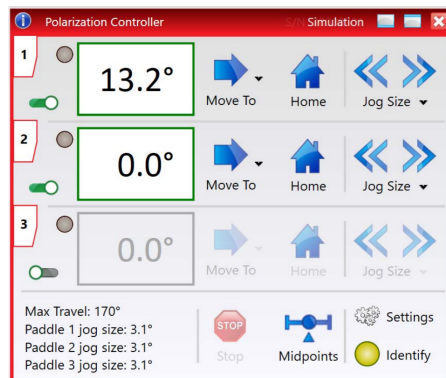 Polarization Controller S/N Simulation
1
13.2°
Move To Home Jog Size
2
0.0°
Move To Home Jog Size
3
0.0°
Move To Home Jog Size
Max Travel: 170°
Paddle 1 jog size: 3.1°
Paddle 2 jog size: 3.1°
Paddle 3 jog size: 3.1°
STOP
Stop
Midpoints
Settings
Identify